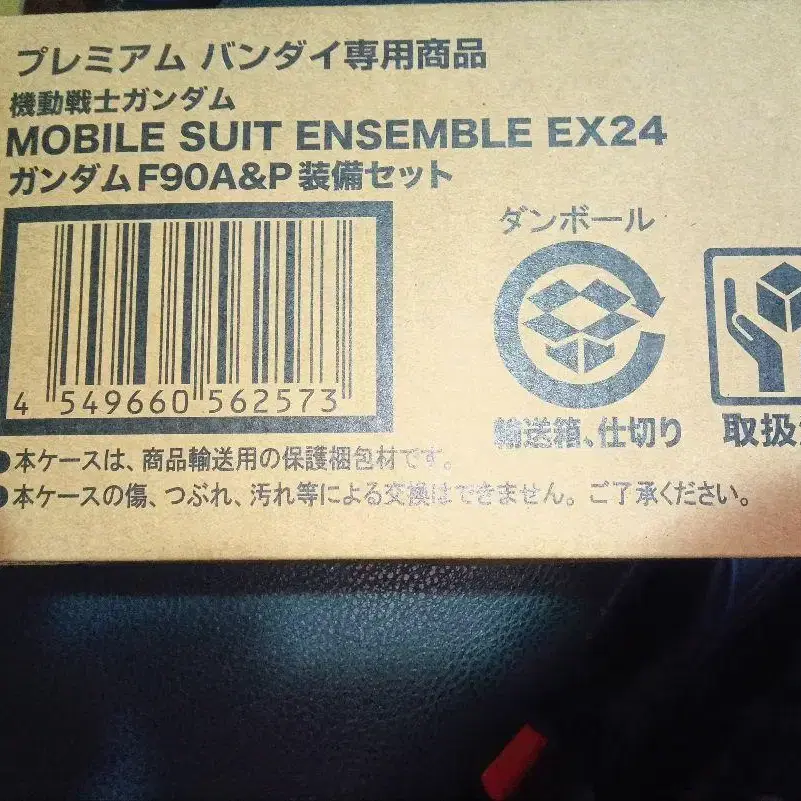 プレミアム バンダイ専用商品
機動戦士ガンダム
MOBILE SUIT ENSEMBLE EX24
ガンダムF90A&P装備セット
ダンボール
4 549660 562573
輸送箱、仕切り
取扱
●本ケースは、商品輸送用の保護梱包材です。
●本ケースの傷、つぶれ、汚れ等による交換はできません。ご了承ください。